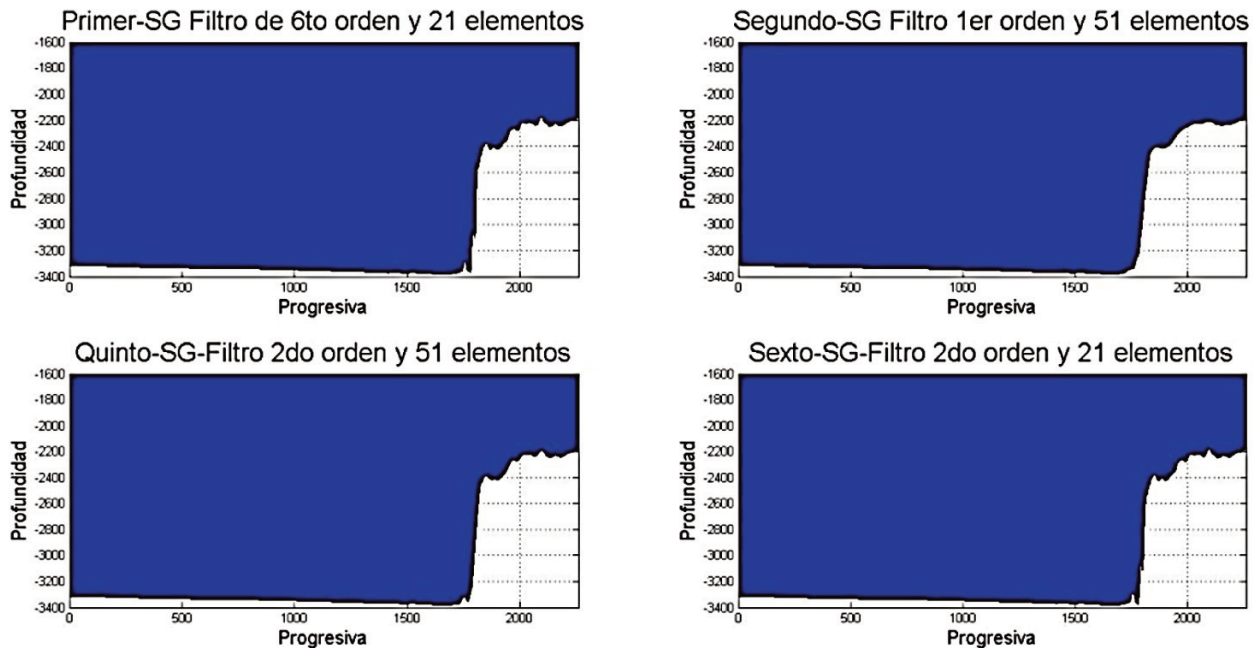 Primer-SG Filtro de 6to orden y 21 elementos
-1600
-1800
-2000
-2200
-2400
-2600
-2800
-3000
-3200
-3400
Profundidad
0 500 1000 1500 2000
Progresiva
Segundo-SG Filtro 1er orden y 51 elementos
-1600
-1800
-2000
-2200
-2400
-2600
-2800
-3000
-3200
-3400
Profundidad
0 500 1000 1500 2000
Progresiva
Quinto-SG-Filtro 2do orden y 51 elementos
-1600
-1800
-2000
-2200
-2400
-2600
-2800
-3000
-3200
-3400
Profundidad
0 500 1000 1500 2000
Progresiva
Sexto-SG-Filtro 2do orden y 21 elementos
-1600
-1800
-2000
-2200
-2400
-2600
-2800
-3000
-3200
-3400
Profundidad
0 500 1000 1500 2000
Progresiva